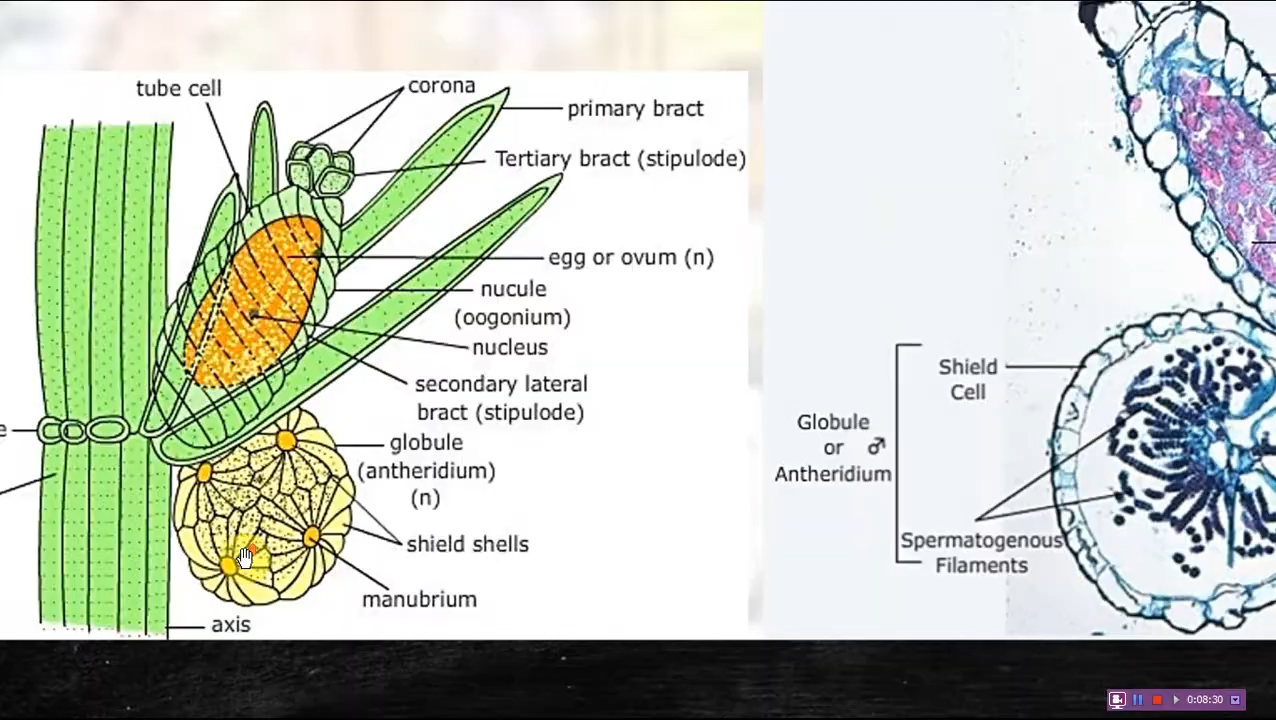 tube cell
corona
primary bract
Tertiary bract (stipulode)
egg or ovum (n)
nucule
(oogonium)
nucleus
secondary lateral
bract (stipulode)
globule
(antheridium)
(n)
shield shells
manubrium
axis
e
Shield
Cell
Globule
or ♂
Antheridium
Spermatogenous
Filaments
0:08:30